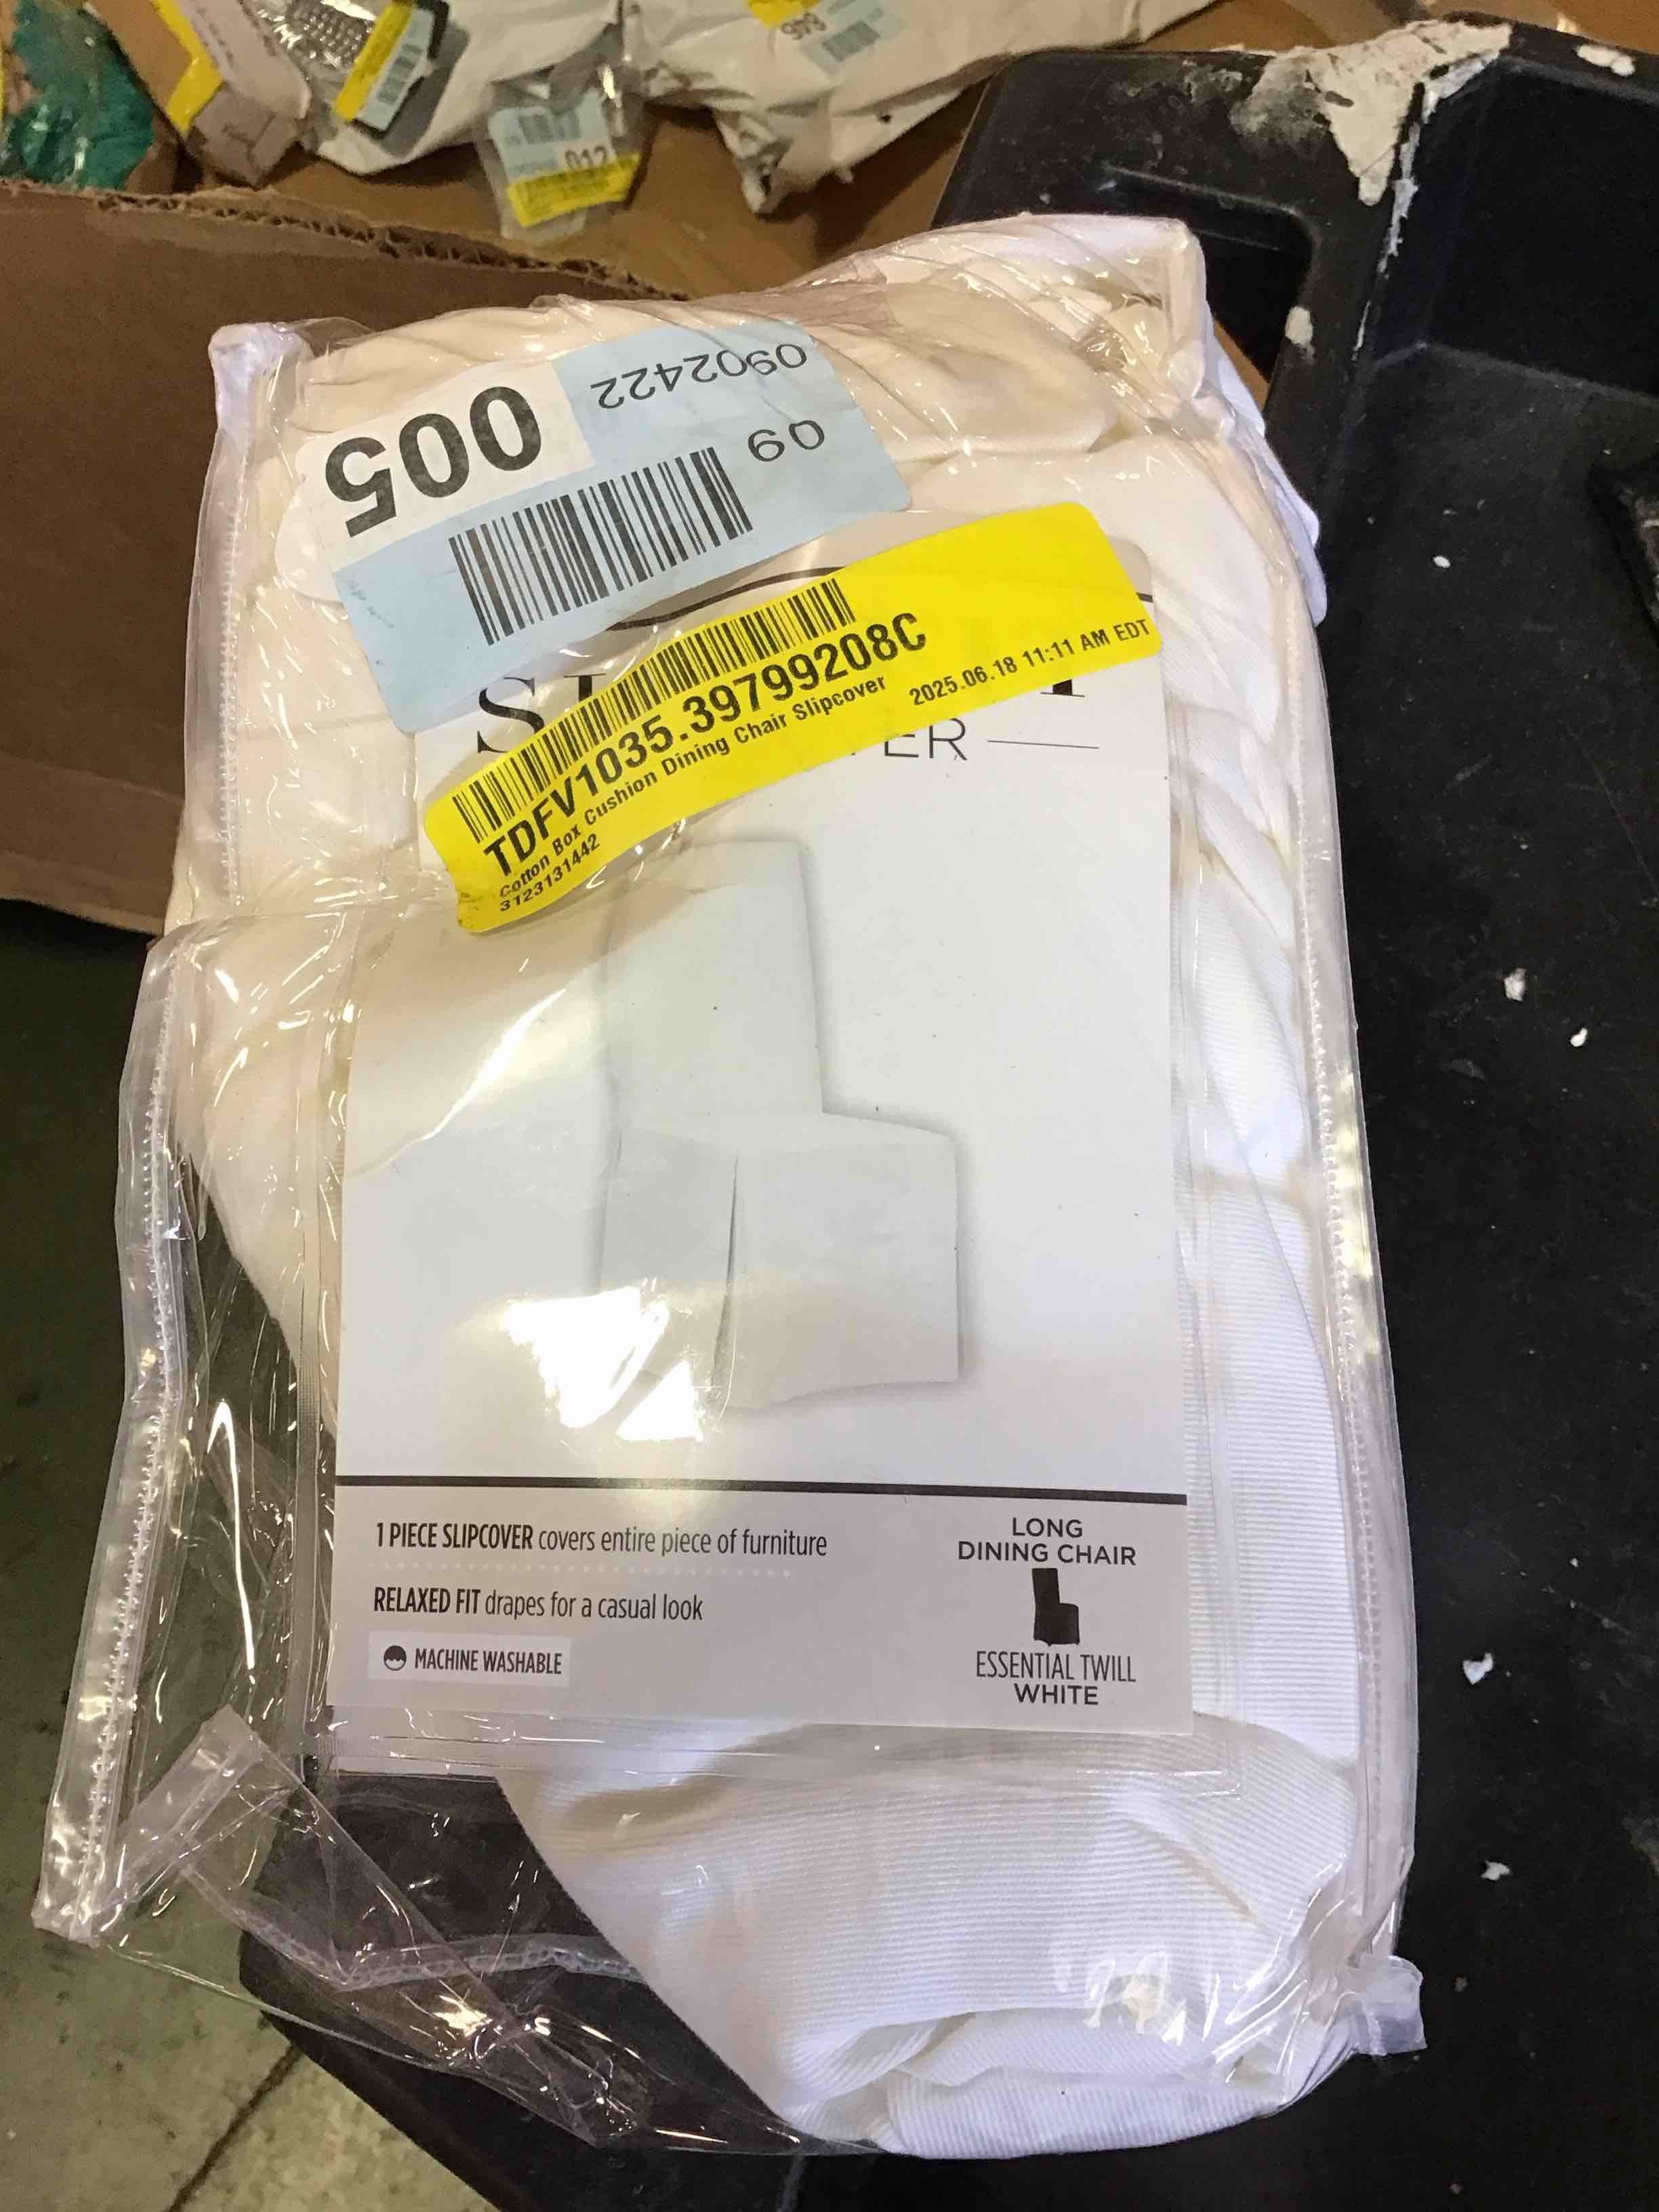 0902422
005
09
TDFV1035.39799208C
Cotton Box Cushion Dining Chair Slipcover
2025.06.18 11:11 AM EDT
3123131442
1 PIECE SLIPCOVER covers entire piece of furniture
RELAXED FIT drapes for a casual look
MACHINE WASHABLE
LONG
DINING CHAIR
ESSENTIAL TWILL
WHITE
012